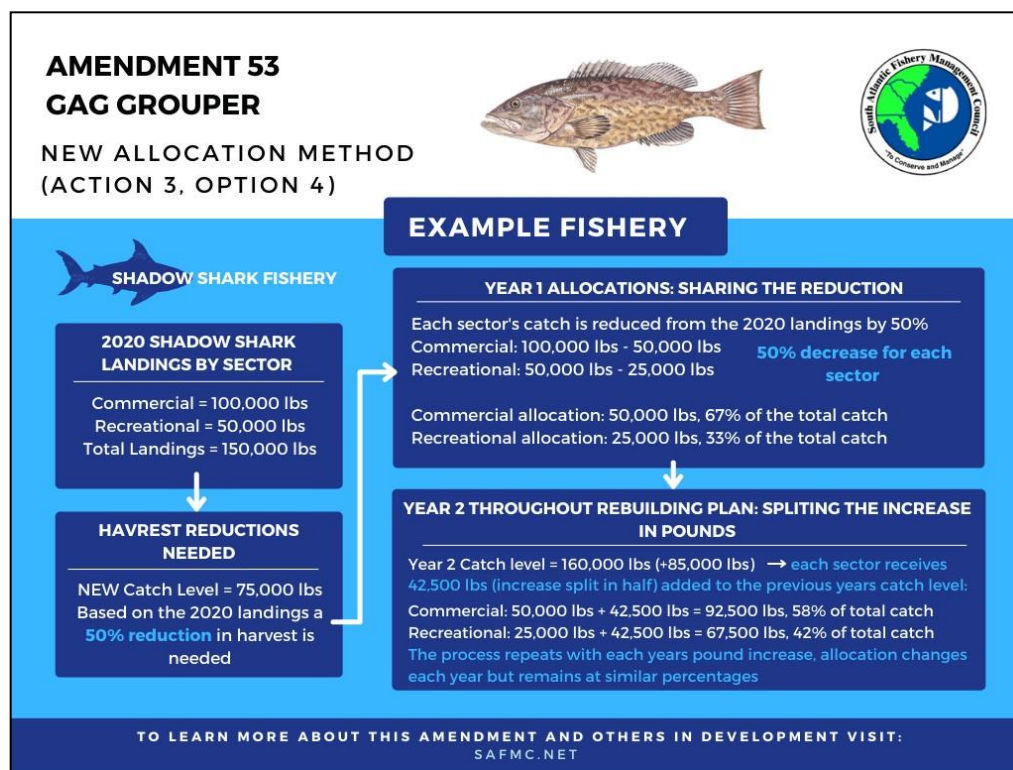 AMENDMENT 53
GAG GROUPER
NEW ALLOCATION METHOD
(ACTION 3, OPTION 4)
South Atlantic Fishery Management Council
"To Conserve and Manage"
EXAMPLE FISHERY
SHADOW SHARK FISHERY
2020 SHADOW SHARK
LANDINGS BY SECTOR
Commercial = 100,000 lbs
Recreational = 50,000 lbs
Total Landings = 150,000 lbs
HAVREST REDUCTIONS
NEEDED
NEW Catch Level = 75,000 lbs
Based on the 2020 landings a
50% reduction in harvest is
needed
YEAR 1 ALLOCATIONS: SHARING THE REDUCTION
Each sector's catch is reduced from the 2020 landings by 50%
Commercial: 100,000 lbs - 50,000 lbs
Recreational: 50,000 lbs - 25,000 lbs
50% decrease for each
sector
Commercial allocation: 50,000 lbs, 67% of the total catch
Recreational allocation: 25,000 lbs, 33% of the total catch
YEAR 2 THROUGHOUT REBUILDING PLAN: SPLITING THE INCREASE
IN POUNDS
Year 2 Catch level = 160,000 lbs (+85,000 lbs) → each sector receives
42,500 lbs (increase split in half) added to the previous years catch level:
Commercial: 50,000 lbs + 42,500 lbs = 92,500 lbs, 58% of total catch
Recreational: 25,000 lbs + 42,500 lbs = 67,500 lbs, 42% of total catch
The process repeats with each years pound increase, allocation changes
each year but remains at similar percentages
TO LEARN MORE ABOUT THIS AMENDMENT AND OTHERS IN DEVELOPMENT VISIT:
SAFMC.NET